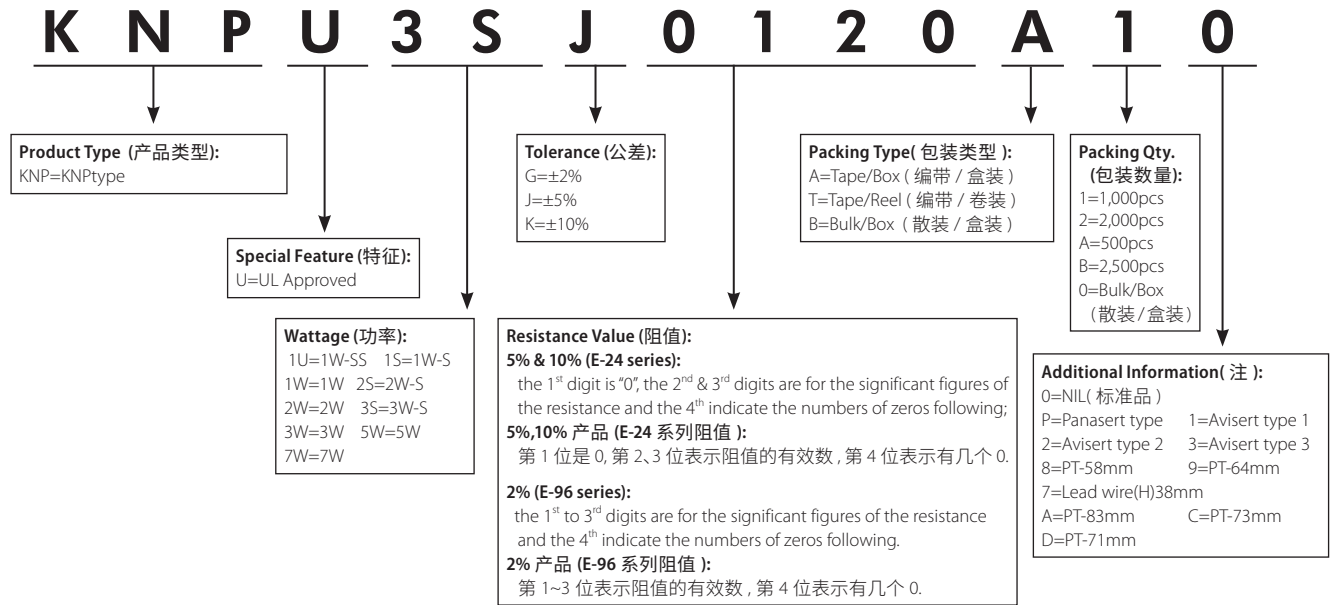 K N P U 3 S J 0 1 2 0 A 1 0
Product Type (产品类型):
KNP=KNPtype
Special Feature (特征):
U=UL Approved
Wattage (功率):
1U=1W-SS 1S=1W-S
1W=1W 2S=2W-S
2W=2W 3S=3W-S
3W=3W 5W=5W
7W=7W
Tolerance (公差):
G=±2%
J=±5%
K=±10%
Resistance Value (阻值):
5% & 10% (E-24 series):
the 1st digit is "0", the 2nd & 3rd digits are for the significant figures of
the resistance and the 4th indicate the numbers of zeros following;
5%,10% 产品 (E-24 系列阻值 ):
第 1 位是 0, 第 2、3 位表示阻值的有效数 , 第 4 位表示有几个 0.
2% (E-96 series):
the 1st to 3rd digits are for the significant figures of the resistance
and the 4th indicate the numbers of zeros following.
2% 产品 (E-96 系列阻值 ):
第 1~3 位表示阻值的有效数 , 第 4 位表示有几个 0.
Packing Type( 包装类型 ):
A=Tape/Box ( 编带 / 盒装 )
T=Tape/Reel ( 编带 / 卷装 )
B=Bulk/Box ( 散装 / 盒装 )
Packing Qty.
(包装数量):
1=1,000pcs
2=2,000pcs
A=500pcs
B=2,500pcs
0=Bulk/Box
(散装/盒装)
Additional Information( 注 ):
0=NIL( 标准品 )
P=Panasert type 1=Avisert type 1
2=Avisert type 2 3=Avisert type 3
8=PT-58mm 9=PT-64mm
7=Lead wire(H)38mm
A=PT-83mm C=PT-73mm
D=PT-71mm